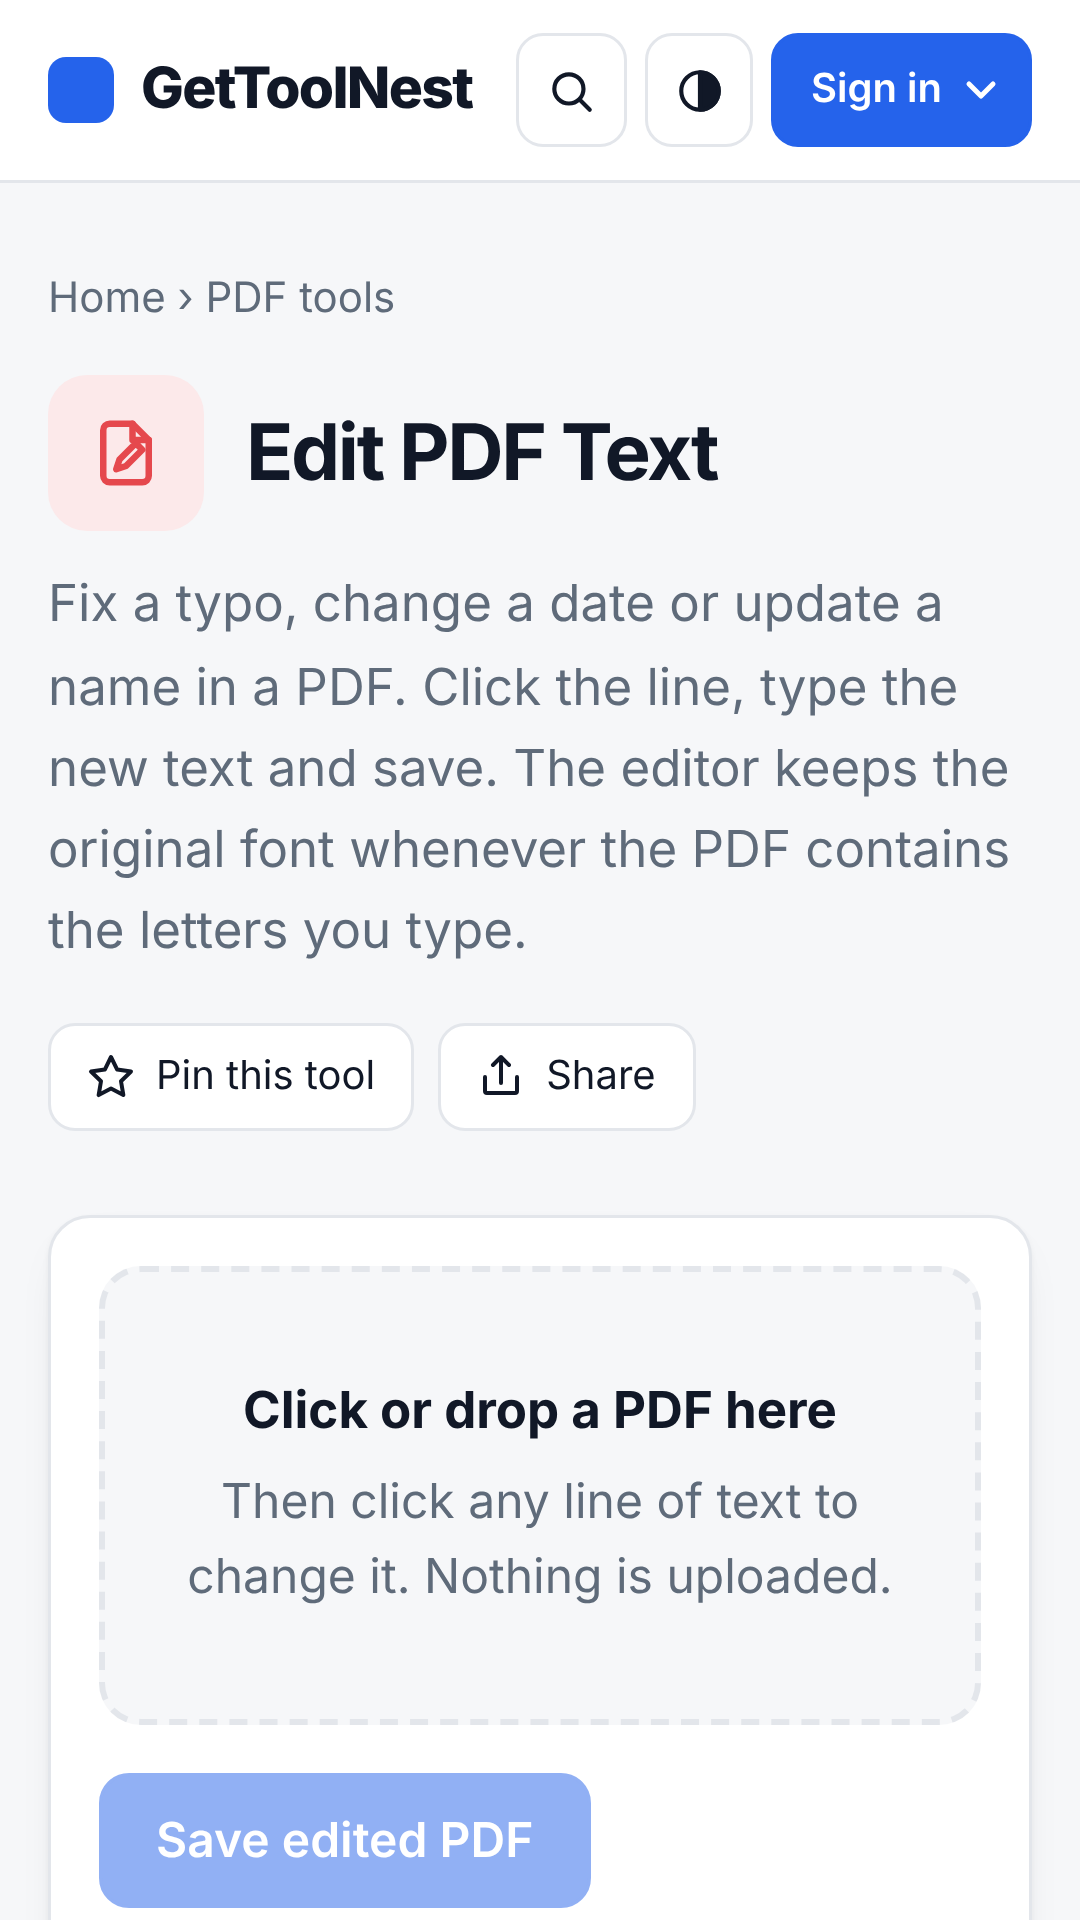 GetToolNest
Sign in
Home › PDF tools
Edit PDF Text
Fix a typo, change a date or update a
name in a PDF. Click the line, type the
new text and save. The editor keeps the
original font whenever the PDF contains
the letters you type.
Pin this tool
Share
Click or drop a PDF here
Then click any line of text to
change it. Nothing is uploaded.
Save edited PDF